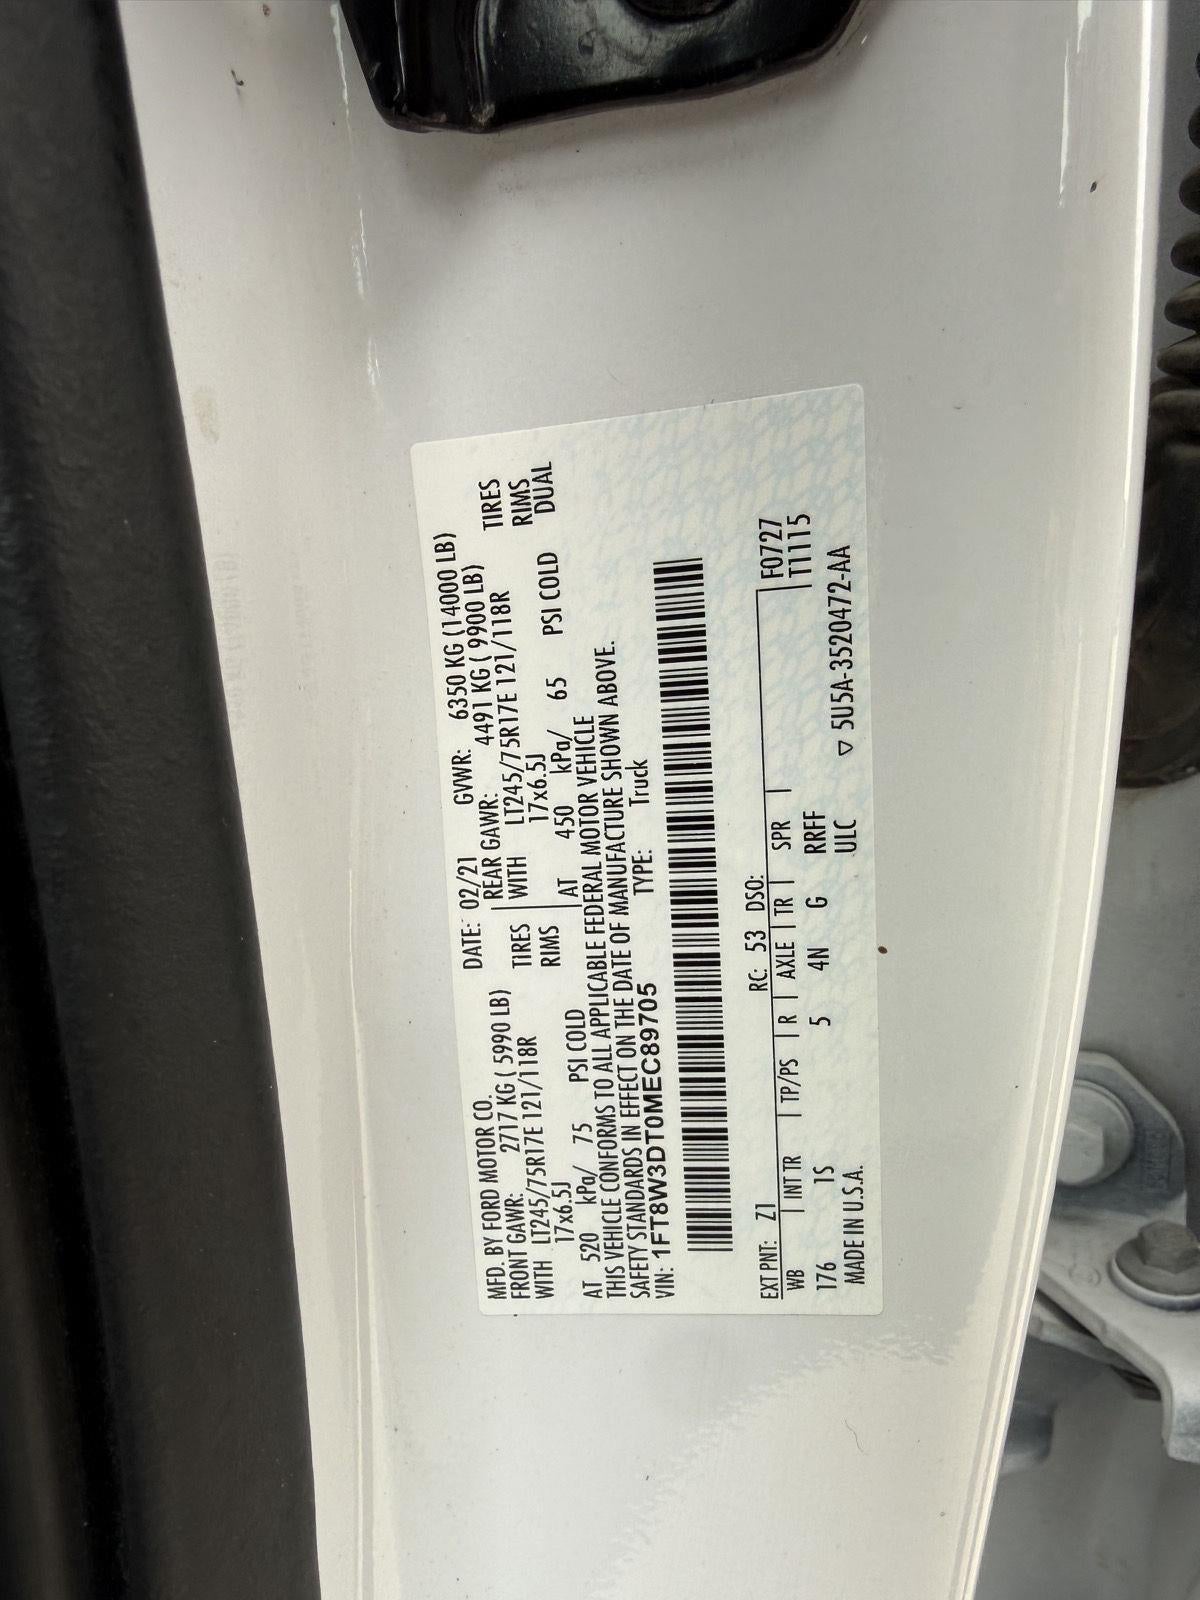 MFD. BY FORD MOTOR CO.
DATE: 02/21 GVWR: 6350 KG (14000 LB)
FRONT GAWR: 2717 KG ( 5990 LB) REAR GAWR: 4491 KG ( 9900 LB)
WITH LT245/75R17E 121/118R TIRES WITH LT245/75R17E 121/118R TIRES
17x6.5J RIMS 17x6.5J RIMS
AT 520 kPa/ 75 PSI COLD AT 450 kPa/ 65 PSI COLD DUAL
THIS VEHICLE CONFORMS TO ALL APPLICABLE FEDERAL MOTOR VEHICLE
SAFETY STANDARDS IN EFFECT ON THE DATE OF MANUFACTURE SHOWN ABOVE.
VIN: 1FT8W3DT0MEC89705 TYPE: Truck
EXT PNT: Z1 RC: 53 DSO: F0727
WB INT TR TP/PS R AXLE TR SPR T1115
176 1S 5 4N G RRFF
MADE IN U.S.A. ULC ▽ 5U5A-3520472-AA